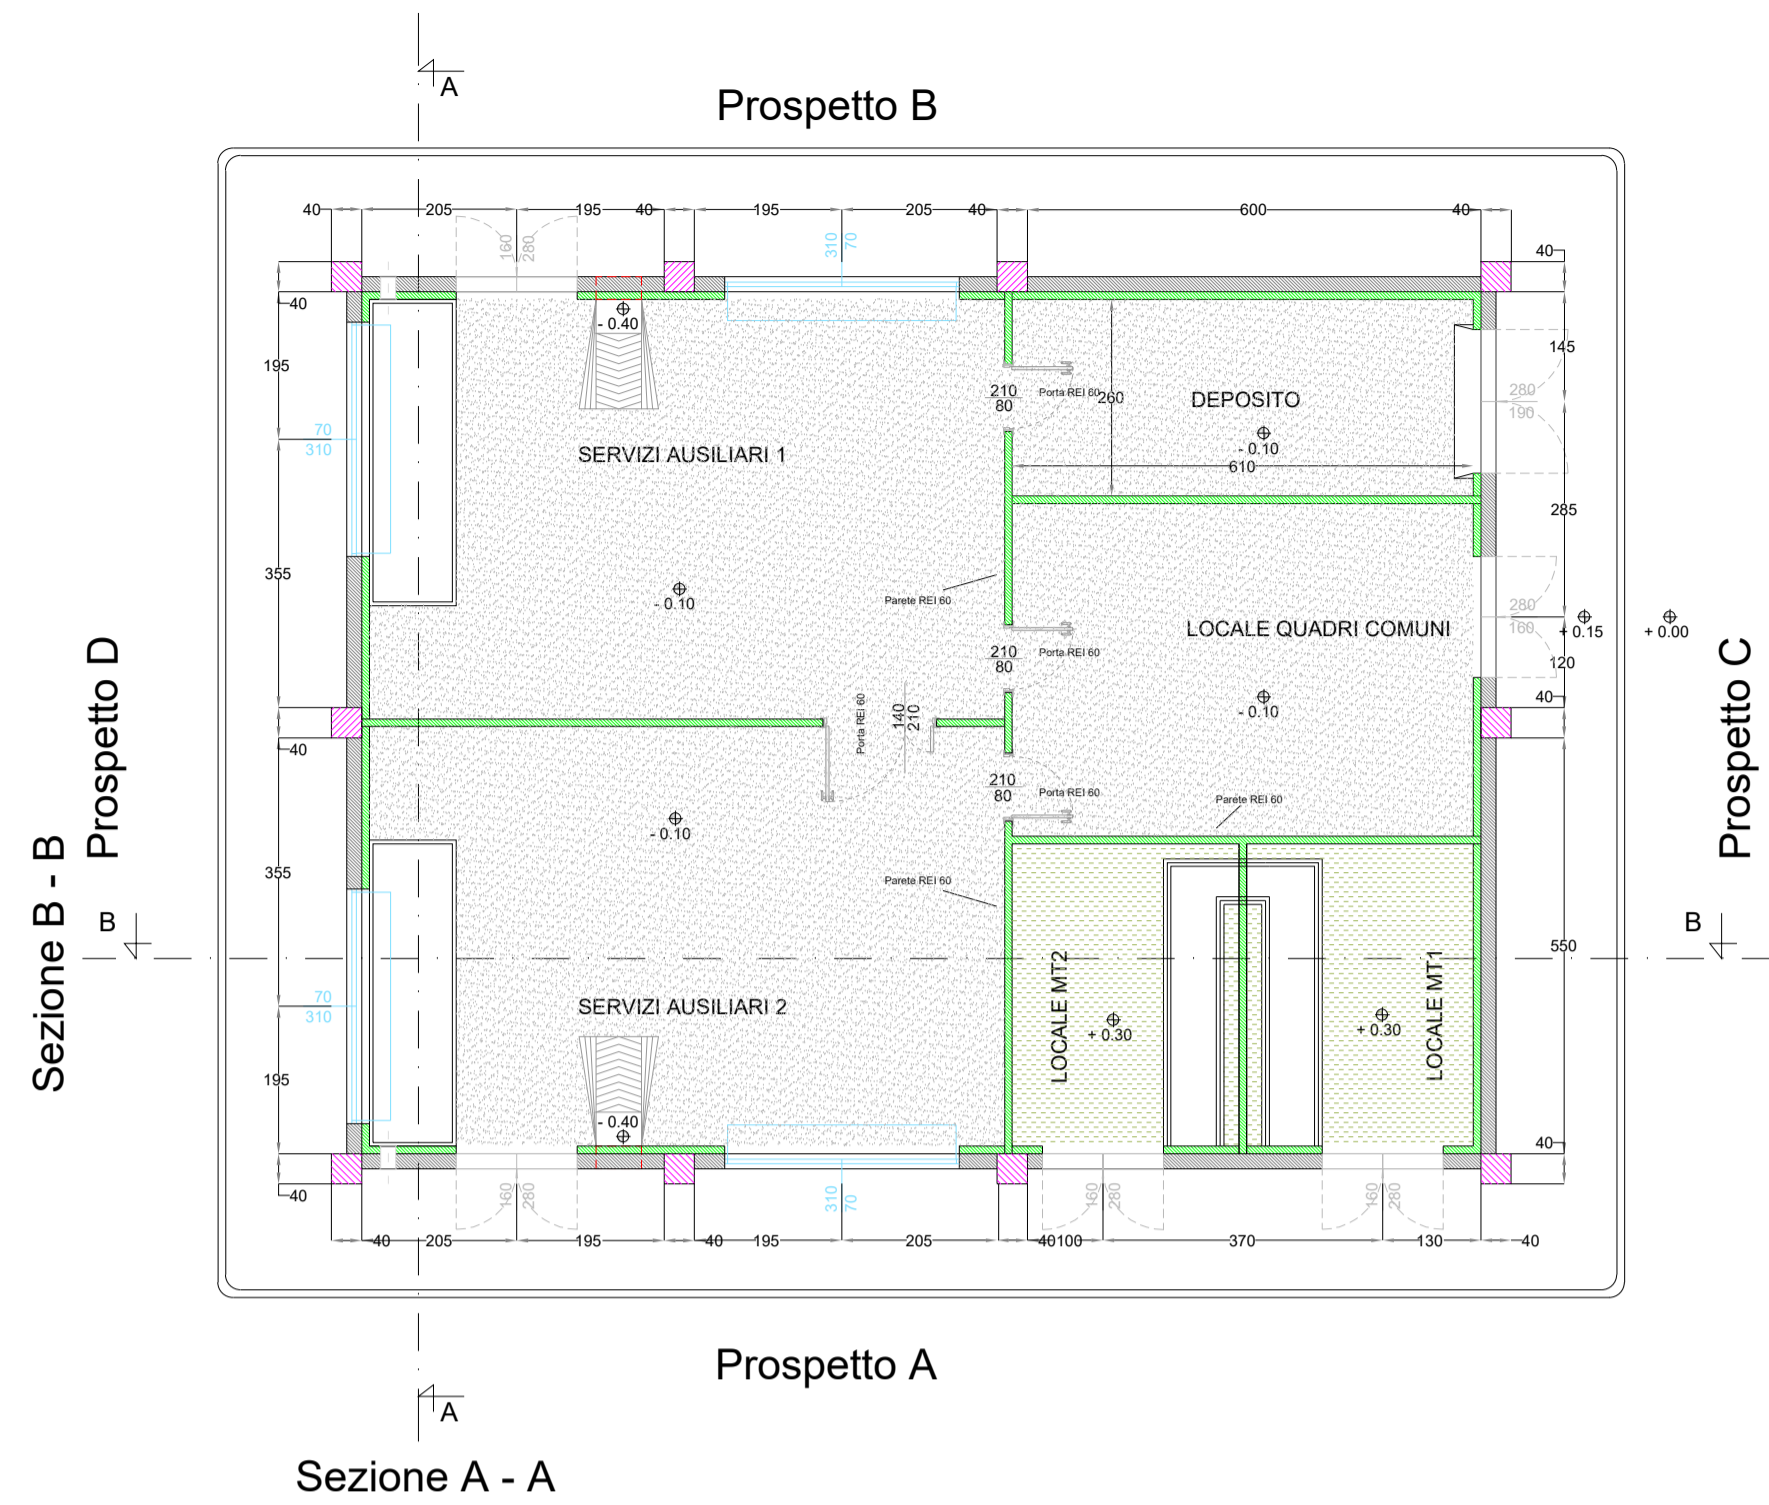 A
Prospetto B
40 205 195 40 195 205 40 600 40
160
280
310
70
40
40
- 0.40
195
145
210
80
Porta REI 60
260
DEPOSITO
280
190
70
310
SERVIZI AUSILIARI 1
- 0.10
610
285
355
- 0.10
Parete REI 60
280
160
+ 0.15
+ 0.00
LOCALE QUADRI COMUNI
210
80
Porta REI 60
120
40
- 0.10
Porta REI 60
140
210
40
Prospetto D
Prospetto C
210
80
Porta REI 60
Parete REI 60
- 0.10
355
Parete REI 60
Sezione B - B
B
B
550
70
310
SERVIZI AUSILIARI 2
LOCALE MT2
+ 0.30
+ 0.30
LOCALE MT1
195
- 0.40
40
40
160
280
310
70
160
280
160
280
40 205 195 40 195 205 40 100 370 130 40
Prospetto A
A
Sezione A - A